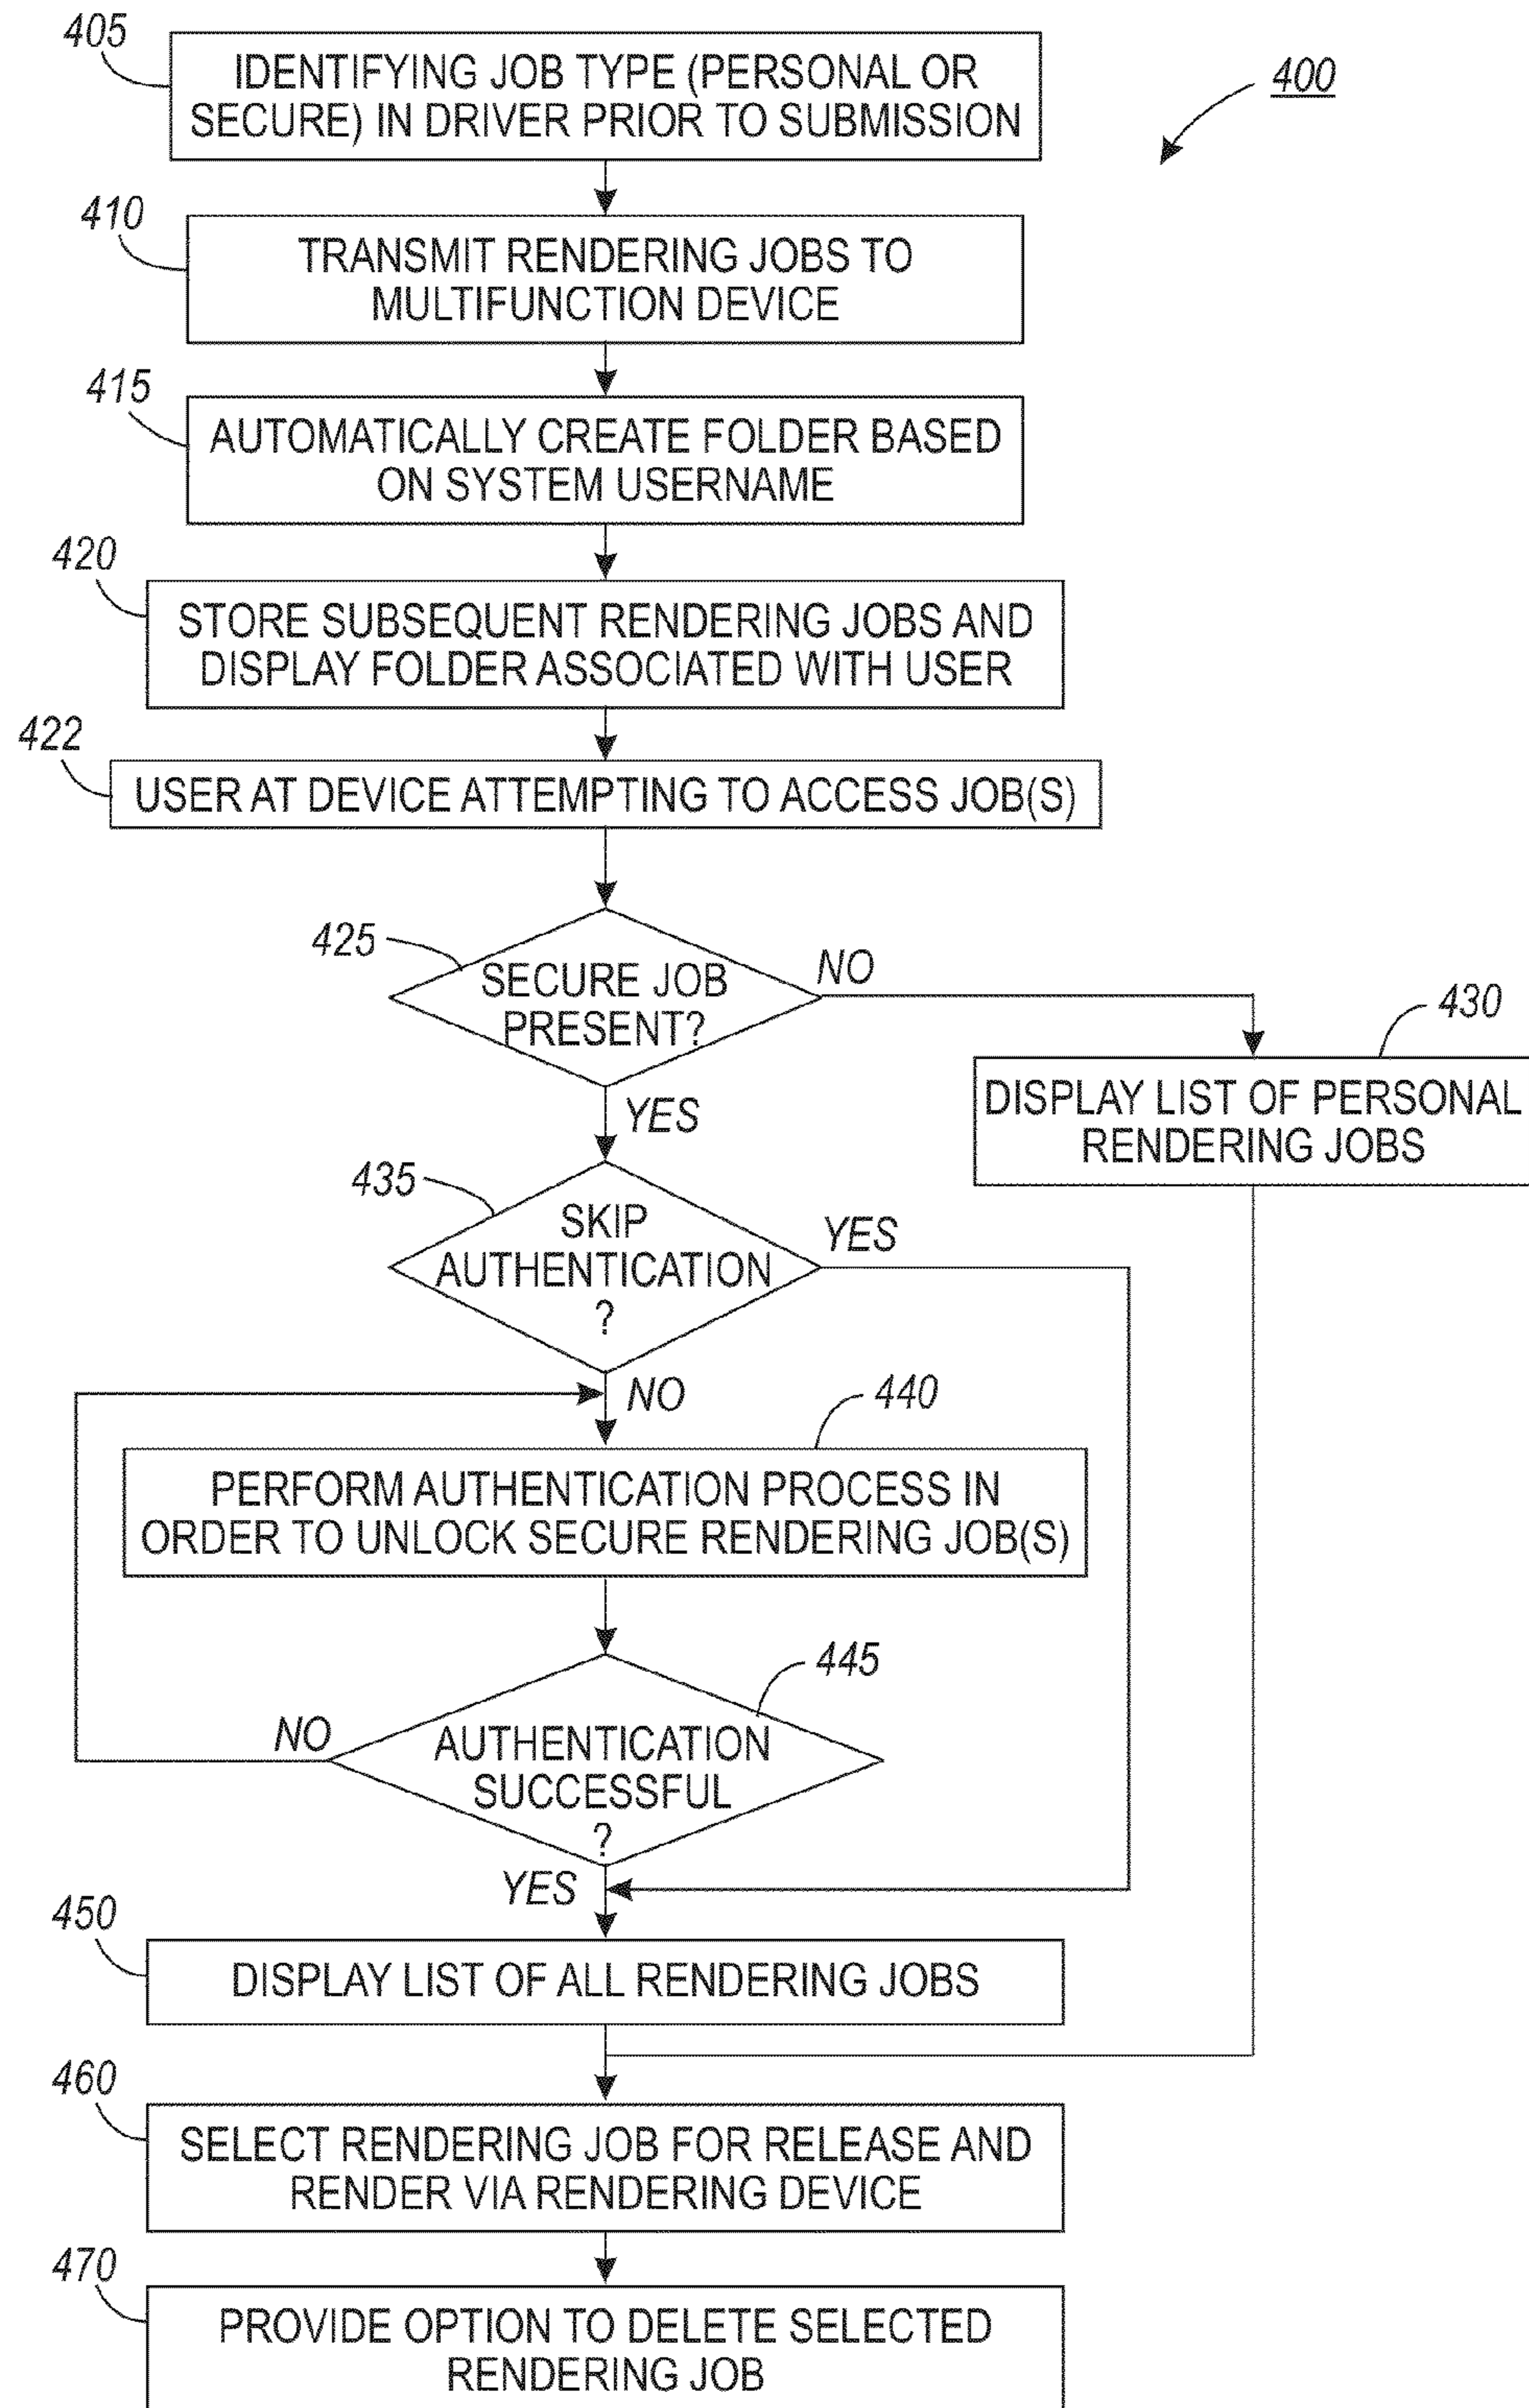 405
IDENTIFYING JOB TYPE (PERSONAL OR
SECURE) IN DRIVER PRIOR TO SUBMISSION
400
410
TRANSMIT RENDERING JOBS TO
MULTIFUNCTION DEVICE
415
AUTOMATICALLY CREATE FOLDER BASED
ON SYSTEM USERNAME
420
STORE SUBSEQUENT RENDERING JOBS AND
DISPLAY FOLDER ASSOCIATED WITH USER
422
USER AT DEVICE ATTEMPTING TO ACCESS JOB(S)
425
SECURE JOB
PRESENT?
NO
430
DISPLAY LIST OF PERSONAL
RENDERING JOBS
YES
435
SKIP
AUTHENTICATION
?
YES
NO
440
PERFORM AUTHENTICATION PROCESS IN
ORDER TO UNLOCK SECURE RENDERING JOB(S)
445
AUTHENTICATION
SUCCESSFUL
?
NO
YES
450
DISPLAY LIST OF ALL RENDERING JOBS
460
SELECT RENDERING JOB FOR RELEASE AND
RENDER VIA RENDERING DEVICE
470
PROVIDE OPTION TO DELETE SELECTED
RENDERING JOB